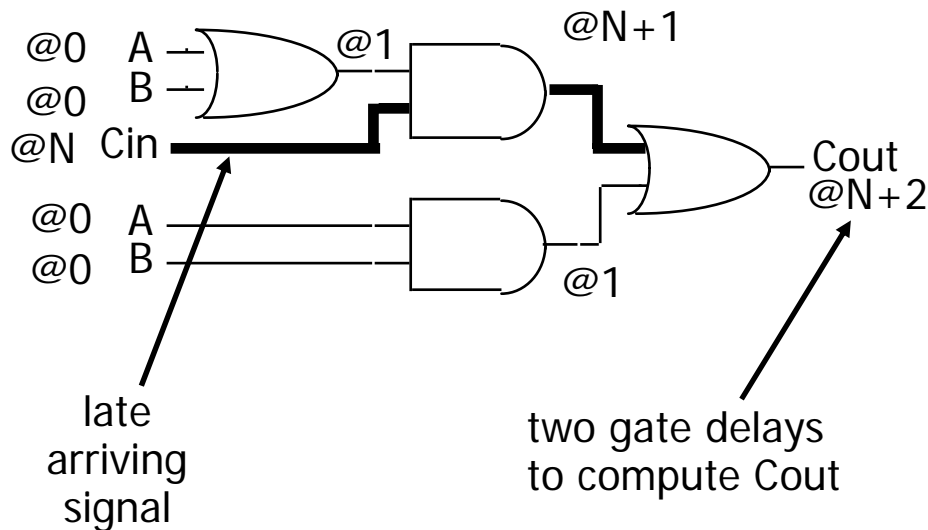 @N+1
@0 A @1
@0 B
@N Cin
Cout
@N+2
@0 A
@0 B
@1
late
arriving
signal
two gate delays
to compute Cout